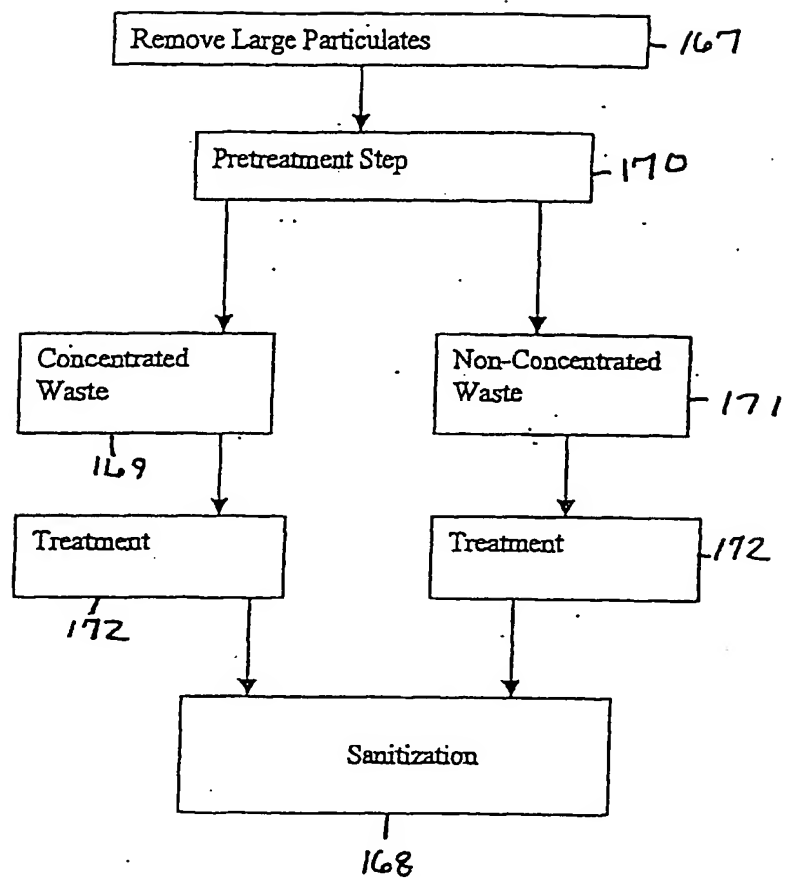 Remove Large Particulates
167
Pretreatment Step
170
Concentrated
Waste
169
Non-Concentrated
Waste
171
Treatment
172
Treatment
172
Sanitization
168